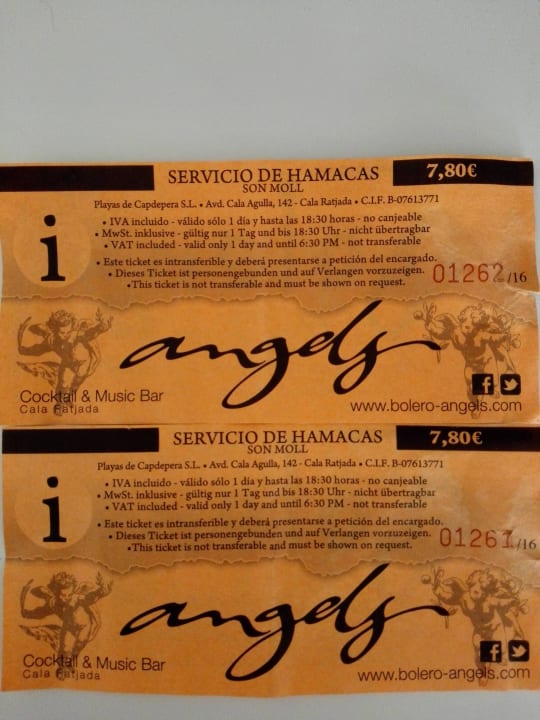 SERVICIO DE HAMACAS 7,80€
SON MOLL
Playas de Capdepera S.L. • Avd. Cala Agulla, 142 - Cala Ratjada • C.I.F. B-07613771
i
• IVA incluido - válido sólo 1 día y hasta las 18:30 horas - no canjeable
• MwSt. inklusive - gültig nur 1 Tag und bis 18:30 Uhr - nicht übertragbar
• VAT included - valid only 1 day and until 6:30 PM - not transferable
• Este ticket es intransferible y deberá presentarse a petición del encargado.
• Dieses Ticket ist personengebunden und auf Verlangen vorzuzeigen.
•This ticket is not transferable and must be shown on request.
01262/16
angels
Cocktail & Music Bar
Cala Ratjada
www.bolero-angels.com
SERVICIO DE HAMACAS 7,80€
SON MOLL
Playas de Capdepera S.L. • Avd. Cala Agulla, 142 - Cala Ratjada • C.I.F. B-07613771
i
• IVA incluido - válido sólo 1 día y hasta las 18:30 horas - no canjeable
• MwSt. inklusive - gültig nur 1 Tag und bis 18:30 Uhr - nicht übertragbar
• VAT included - valid only 1 day and until 6:30 PM - not transferable
• Este ticket es intransferible y deberá presentarse a petición del encargado.
• Dieses Ticket ist personengebunden und auf Verlangen vorzuzeigen.
•This ticket is not transferable and must be shown on request.
01261/16
angels
Cocktail & Music Bar
Cala Ratjada
www.bolero-angels.com